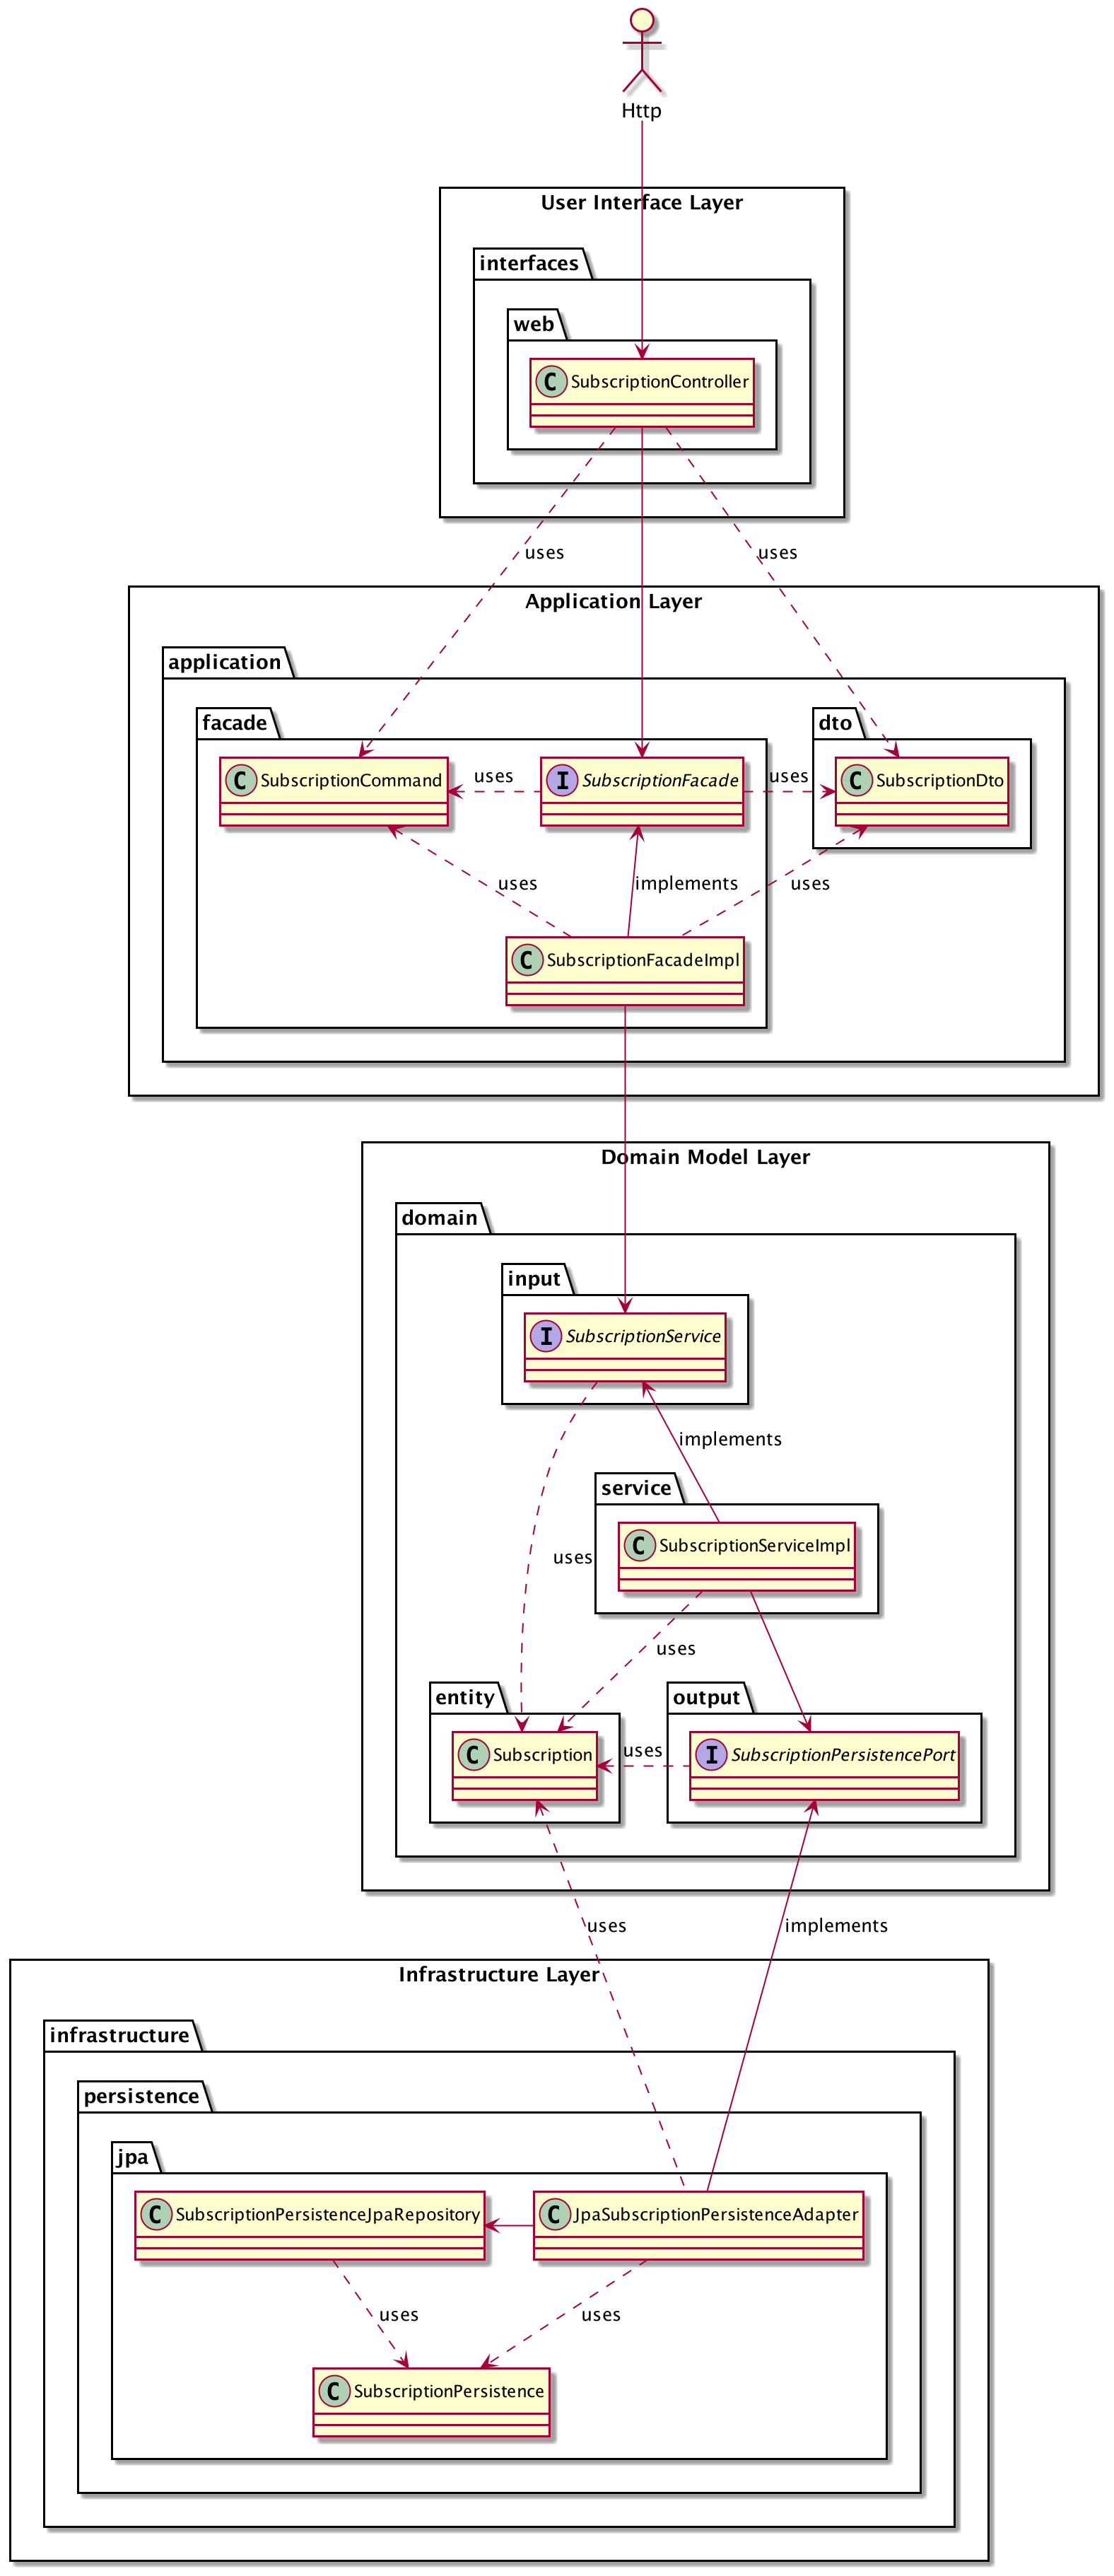 Http
User Interface Layer
interfaces
web
C SubscriptionController
uses
uses
Application Layer
application
facade
dto
C SubscriptionCommand
uses
I SubscriptionFacade
uses
C SubscriptionDto
uses
implements
uses
C SubscriptionFacadeImpl
Domain Model Layer
domain
input
I SubscriptionService
implements
service
C SubscriptionServiceImpl
uses
uses
entity
output
C Subscription
uses
I SubscriptionPersistencePort
uses
implements
Infrastructure Layer
infrastructure
persistence
jpa
C SubscriptionPersistenceJpaRepository
C JpaSubscriptionPersistenceAdapter
uses
uses
C SubscriptionPersistence